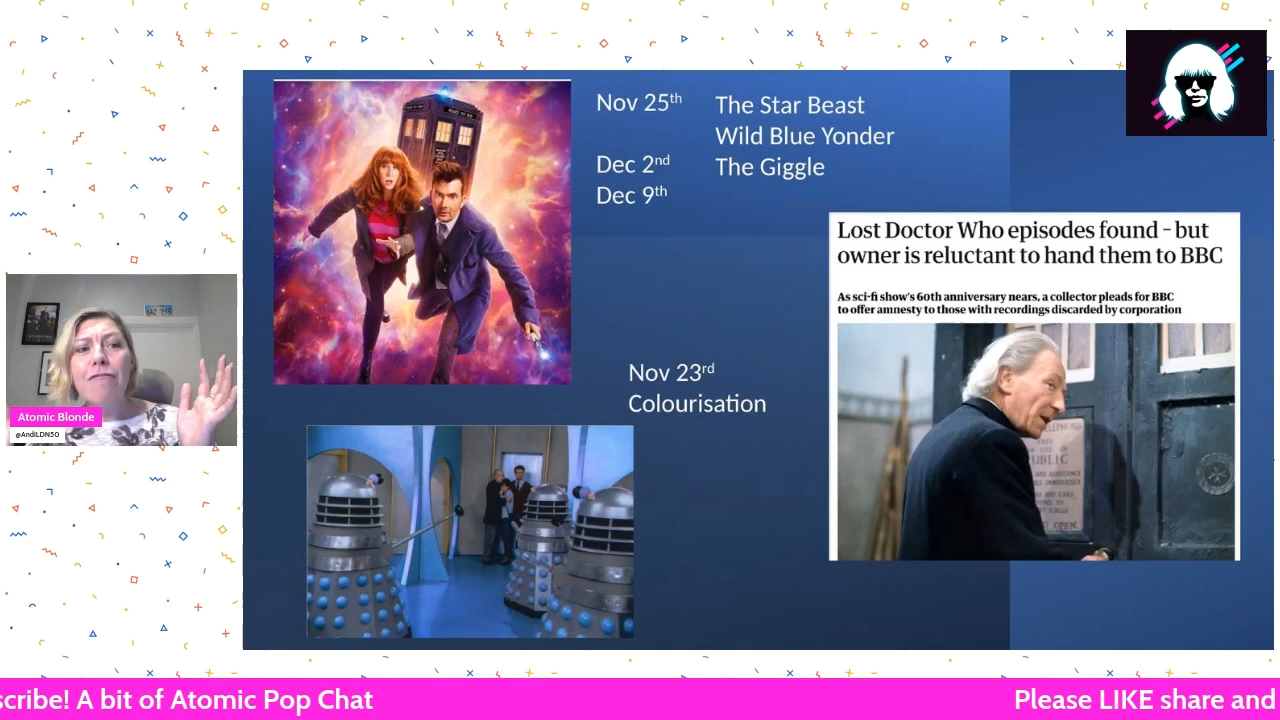 Nov 25th
Dec 2nd
Dec 9th
The Star Beast
Wild Blue Yonder
The Giggle
Lost Doctor Who episodes found – but
owner is reluctant to hand them to BBC
As sci-fi show's 60th anniversary nears, a collector pleads for BBC
to offer amnesty to those with recordings discarded by corporation
Nov 23rd
Colourisation
Atomic Blonde
@AndiLDN50
scribe! A bit of Atomic Pop Chat
Please LIKE share and